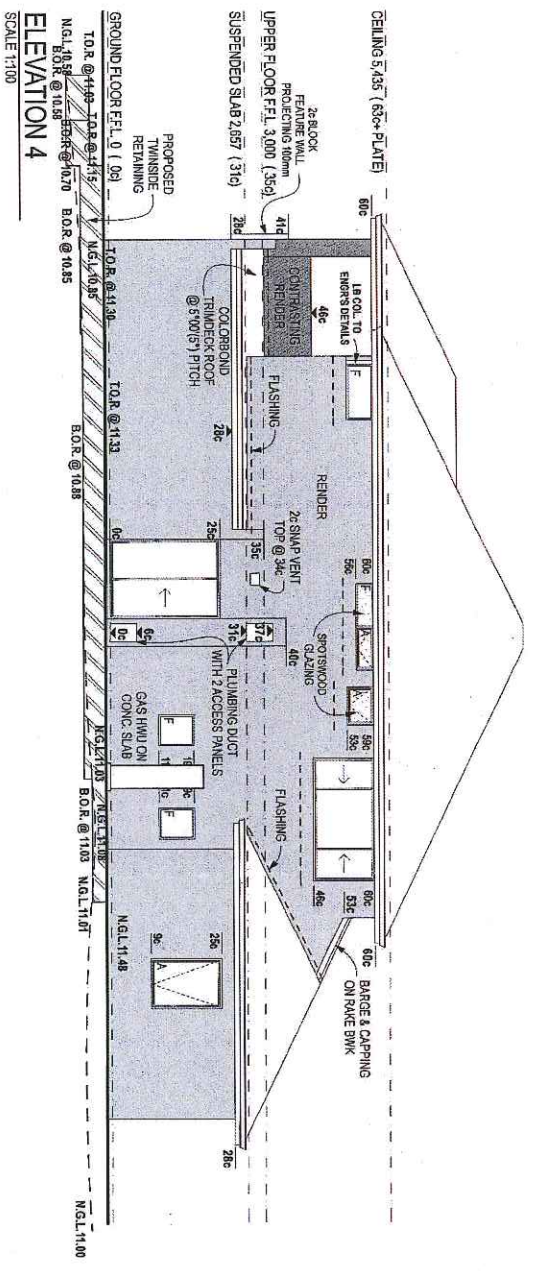 CEILING 5,435 ( 63c+ PLATE)
UPPER FLOOR F.F.L. 3,000 ( 35c)
SUSPENDED SLAB 2,657 ( 31c)
GROUND FLOOR F.F.L. 0 ( 0c)
2c BLOCK
FEATURE WALL
PROJECTING 100mm
60c
41c
28c
CONTRASTING
RENDER
46c
LB COL. TO
ENGR'S DETAILS
F
COLORBOND
TRIMDECK ROOF
@ 5°00'(5°) PITCH
FLASHING
28c
RENDER
2c SNAP VENT
TOP @ 34c
35c
25c
0c
60c
56c
F
A
SPOTSWOOD
GLAZING
A
59c
53c
37c
31c
40c
6c
0c
PLUMBING DUCT
WITH 2 ACCESS PANELS
GAS HWU ON
CONC. SLAB
F
F
FLASHING
46c
53c
60c
60c
BARGE & CAPPING
ON RAKE BWK
25c
9c
A
28c
PROPOSED
TWINSIDE
RETAINING
T.O.R. @ 11.03
T.O.R. @ 11.15
T.O.R. @ 11.30
T.O.R. @ 11.33
N.G.L. 10.58
B.O.R. @ 10.58
B.O.R. @ 10.70
N.G.L. 10.85
B.O.R. @ 10.85
B.O.R. @ 10.88
N.G.L. 11.03
B.O.R. @ 11.03
N.G.L. 11.08
N.G.L. 11.01
N.G.L. 11.48
N.G.L. 11.00
ELEVATION 4
SCALE 1:100